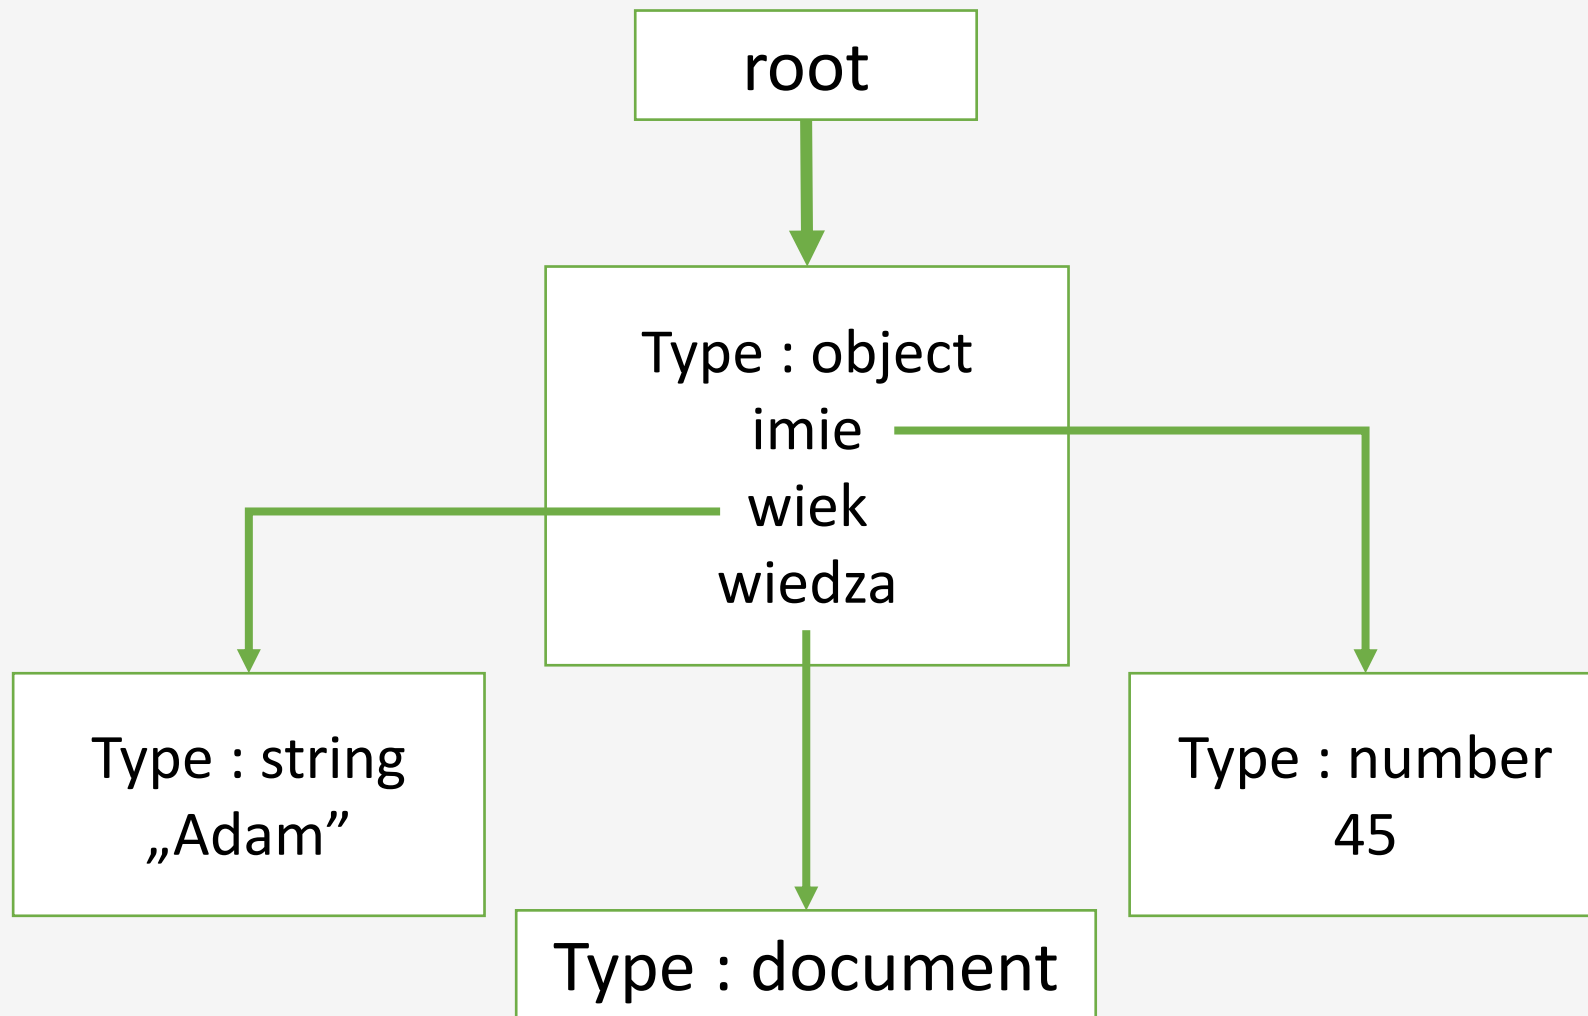 root
Type : object
imie
wiek
wiedza
Type : string
„Adam”
Type : number
45
Type : document